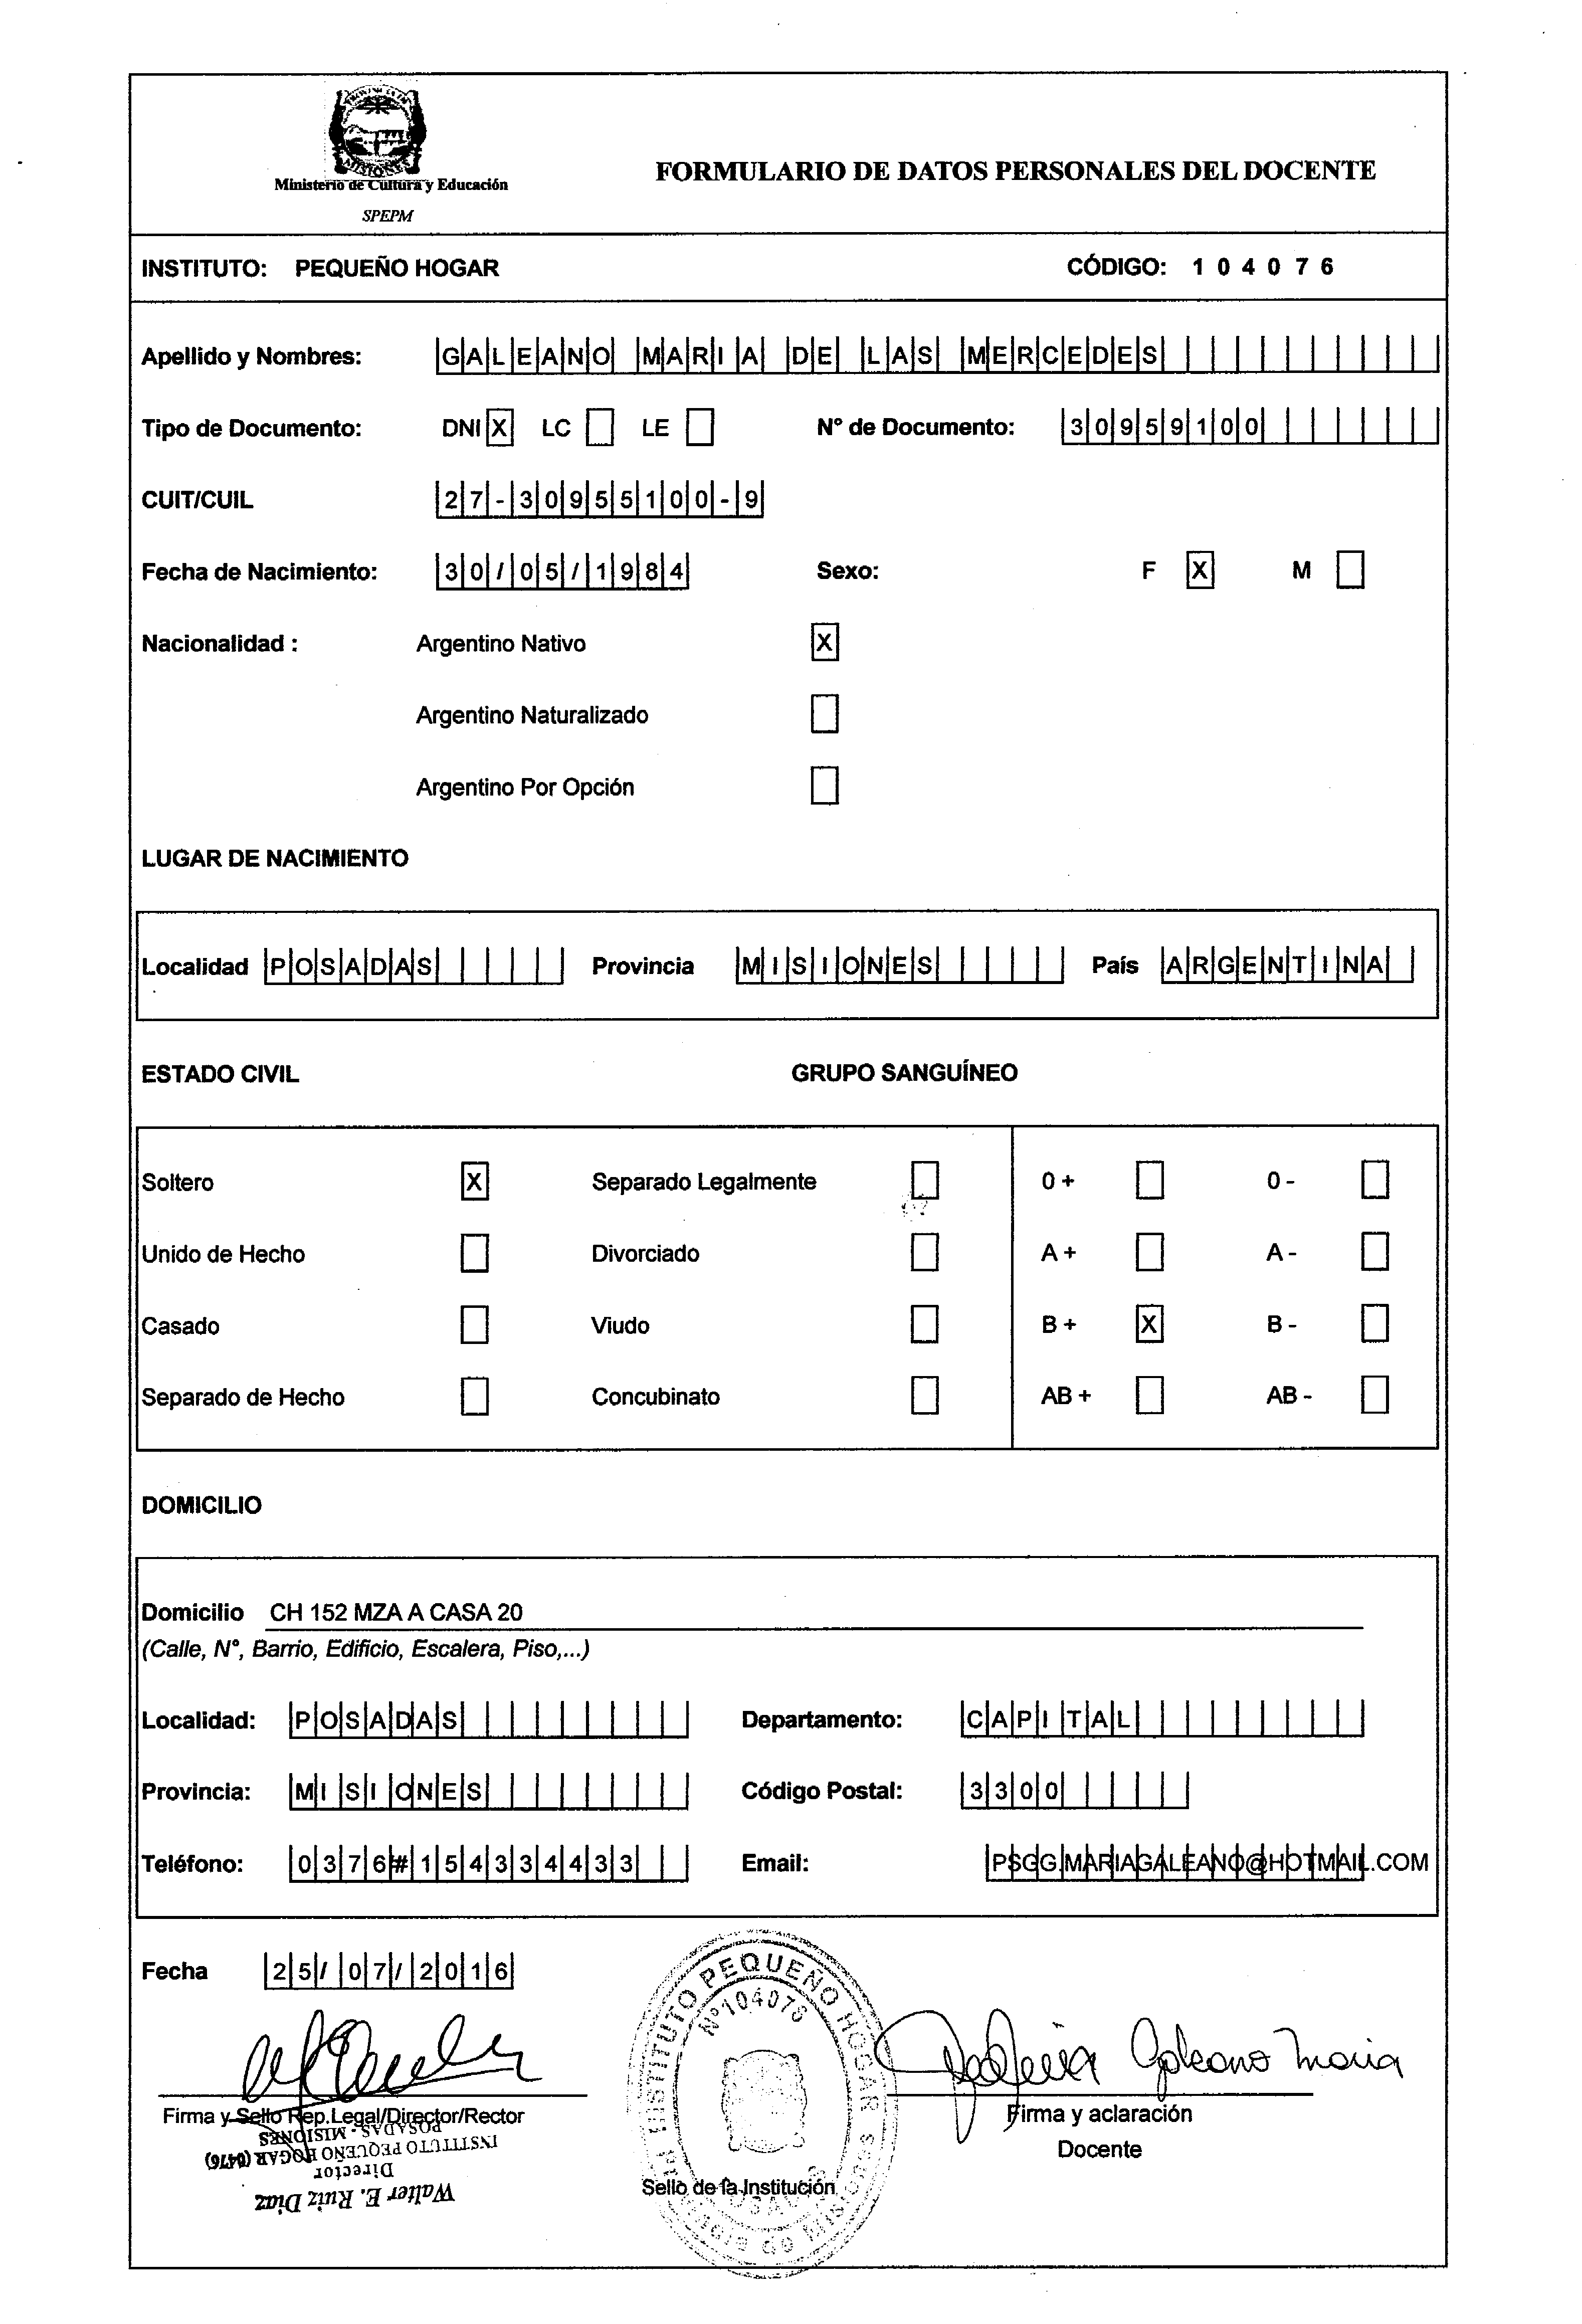 Ministerio de Cultura y Educación
SPEPM
FORMULARIO DE DATOS PERSONALES DEL DOCENTE
INSTITUTO: PEQUEÑO HOGAR CÓDIGO: 1 0 4 0 7 6
Apellido y Nombres: GALEANO MARIA DE LAS MERCEDES
Tipo de Documento: DNI X LC LE N° de Documento: 30959100
CUIT/CUIL 27-30955100-9
Fecha de Nacimiento: 30/05/1984 Sexo: F X M
Nacionalidad : Argentino Nativo X
Argentino Naturalizado
Argentino Por Opción
LUGAR DE NACIMIENTO
Localidad POSADAS Provincia MISIONES País ARGENTINA
ESTADO CIVIL GRUPO SANGUÍNEO
Soltero X Separado Legalmente 0 + 0 -
Unido de Hecho Divorciado A + A -
Casado Viudo B + X B -
Separado de Hecho Concubinato AB + AB -
DOMICILIO
Domicilio CH 152 MZA A CASA 20
(Calle, N°, Barrio, Edificio, Escalera, Piso,...)
Localidad: POSADAS Departamento: CAPITAL
Provincia: MISIONES Código Postal: 3300
Teléfono: 0376#154334433 Email: PSGG.MARIAGALEANO@HOTMAIL.COM
Fecha 25/07/2016
INSTITUTO PEQUEÑO HOGAR
N°104076
Galeano Maria
Firma y Sello Rep.Legal/Director/Rector
Firma y aclaración
Docente
Sello de la Institución
Walter E. Ruiz Diaz
Director
INSTITUTO PEQUEÑO HOGAR (0476)
POSADAS - MISIONES